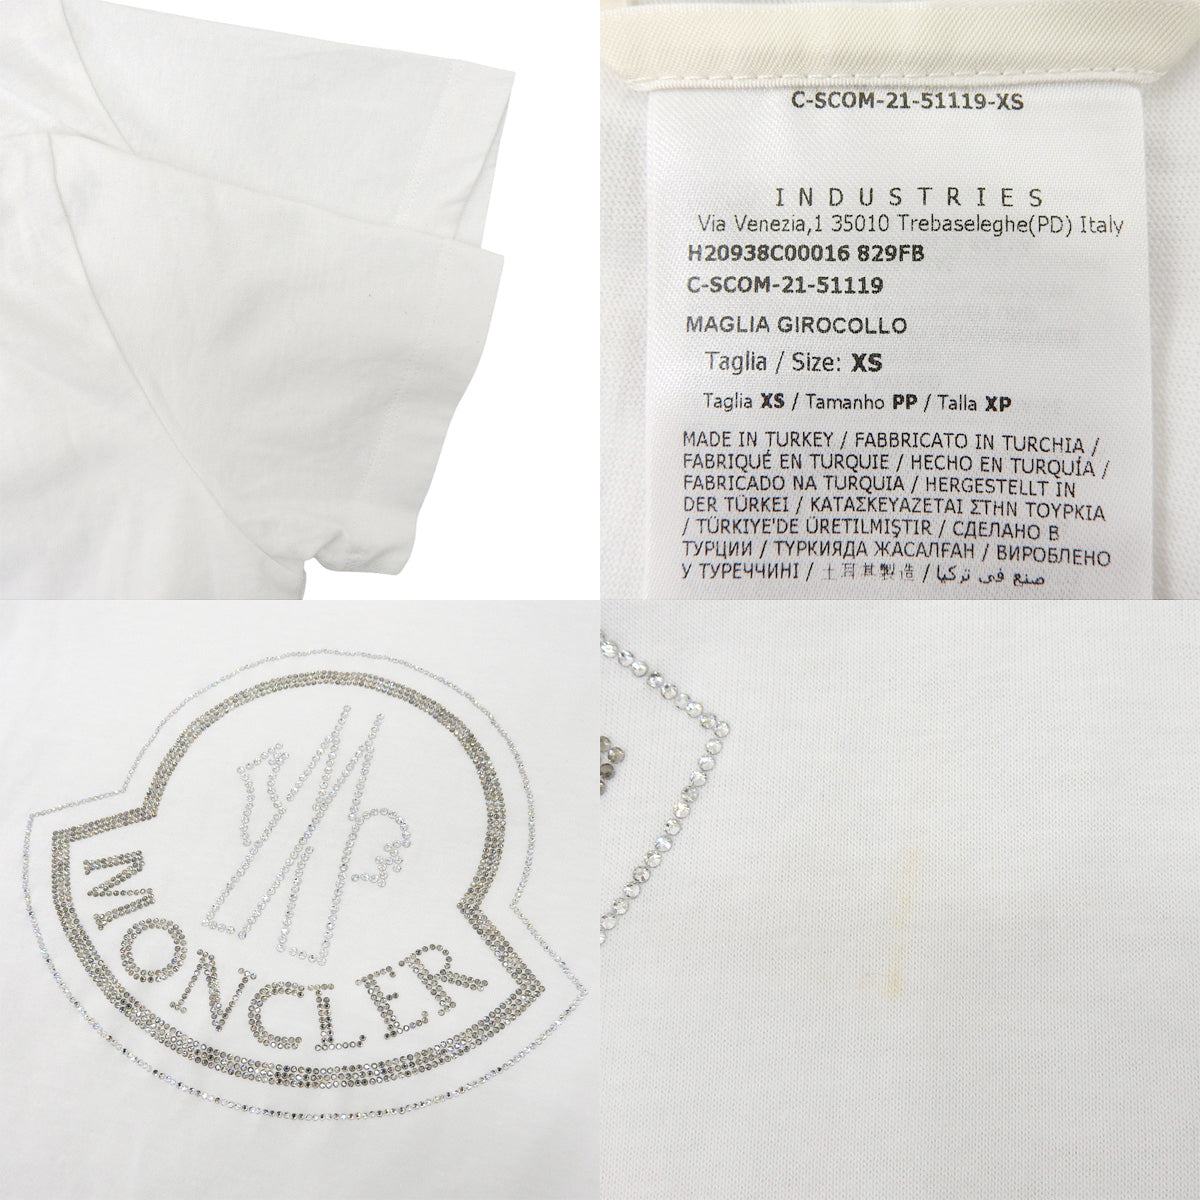 C-SCOM-21-51119-XS
INDUSTRIES
Via Venezia,1 35010 Trebaseleghe(PD) Italy
H20938C00016 829FB
C-SCOM-21-51119
MAGLIA GIROCOLLO
Taglia / Size: XS
Taglia XS / Tamanho PP / Talla XP
MADE IN TURKEY / FABBRICATO IN TURCHIA /
FABRIQUÉ EN TURQUIE / HECHO EN TURQUÍA /
FABRICADO NA TURQUIA / HERGESTELLT IN
DER TÜRKEI / ΚΑΤΑΣΚΕΥΑΖΕΤΑΙ ΣΤΗΝ ΤΟΥΡΚΙΑ
/ TÜRKIYE'DE ÜRETILMIŞTIR / СДЕЛАНО В
ТУРЦИИ / ТҮРКИЯДА ЖАСАЛҒАН / ВИРОБЛЕНО
У ТУРЕЧЧИНІ / 土耳其製造 / صنع في تركيا
MONCLER